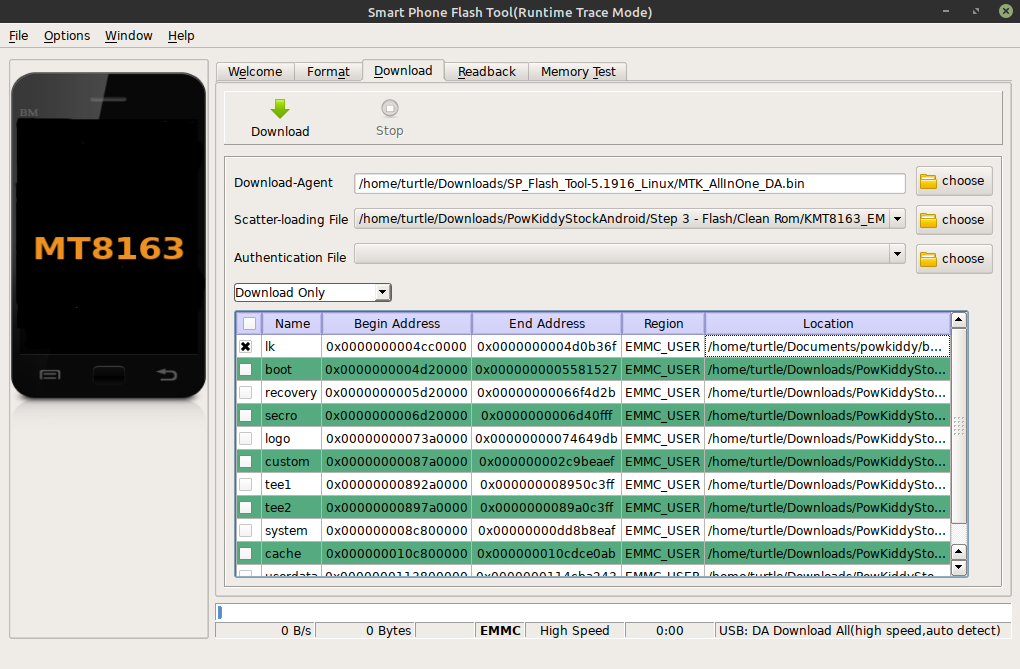 Smart Phone Flash Tool(Runtime Trace Mode)
File Options Window Help
Welcome Format Download Readback Memory Test
BM
MT8163
Download Stop
Download-Agent /home/turtle/Downloads/SP_Flash_Tool-5.1916_Linux/MTK_AllInOne_DA.bin choose
Scatter-loading File /home/turtle/Downloads/PowKiddyStockAndroid/Step 3 - Flash/Clean Rom/KMT8163_EM choose
Authentication File choose
Download Only
Name Begin Address End Address Region Location
lk 0x0000000004cc0000 0x0000000004d0b36f EMMC_USER /home/turtle/Documents/powkiddy/b...
boot 0x0000000004d20000 0x0000000005581527 EMMC_USER /home/turtle/Downloads/PowKiddySto...
recovery 0x0000000005d20000 0x00000000066f4d2b EMMC_USER /home/turtle/Downloads/PowKiddySto...
secro 0x0000000006d20000 0x0000000006d40fff EMMC_USER /home/turtle/Downloads/PowKiddySto...
logo 0x00000000073a0000 0x00000000074649db EMMC_USER /home/turtle/Downloads/PowKiddySto...
custom 0x00000000087a0000 0x000000002c9beaef EMMC_USER /home/turtle/Downloads/PowKiddySto...
tee1 0x00000000892a0000 0x000000008950c3ff EMMC_USER /home/turtle/Downloads/PowKiddySto...
tee2 0x00000000897a0000 0x0000000089a0c3ff EMMC_USER /home/turtle/Downloads/PowKiddySto...
system 0x000000008c800000 0x00000000dd8b8eaf EMMC_USER /home/turtle/Downloads/PowKiddySto...
cache 0x000000010c800000 0x000000010cdce0ab EMMC_USER /home/turtle/Downloads/PowKiddySto...
userdata EMMC_USER /home/turtle/Downloads/PowKiddySto...
0 B/s 0 Bytes EMMC High Speed 0:00 USB: DA Download All(high speed,auto detect)